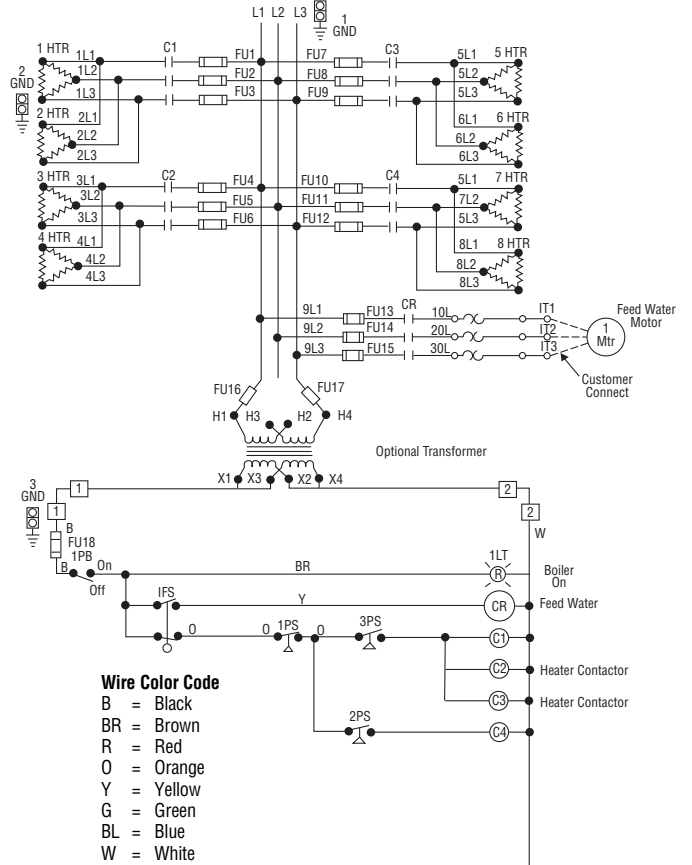 L1 L2 L3
1
GND
1 HTR 1L1 C1 FU1 FU7 C3 5L1 5 HTR
1L2 FU2 FU8 5L2
2
GND
1L3 FU3 FU9 5L3
2 HTR 2L1 6L1 6 HTR
2L2 6L2
2L3 6L3
3 HTR 3L1 C2 FU4 FU10 C4 5L1 7 HTR
3L2 FU5 FU11 7L2
3L3 FU6 FU12 5L3
4 HTR 4L1 8L1 8 HTR
4L2 8L2
4L3 8L3
9L1 FU13 CR 10L IT1 Feed Water
Motor
9L2 FU14 20L IT2 1
Mtr
9L3 FU15 30L IT3
Customer
Connect
FU16 FU17
H1 H3 H2 H4
Optional Transformer
X1 X3 X2 X4
3
GND
1 2
1 2
B W
FU18
1PB
B On
Off
BR 1LT
R Boiler
On
IFS Y CR Feed Water
O O 1PS O 3PS C1
C2 Heater Contactor
C3 Heater Contactor
2PS C4
Wire Color Code
B = Black
BR = Brown
R = Red
O = Orange
Y = Yellow
G = Green
BL = Blue
W = White